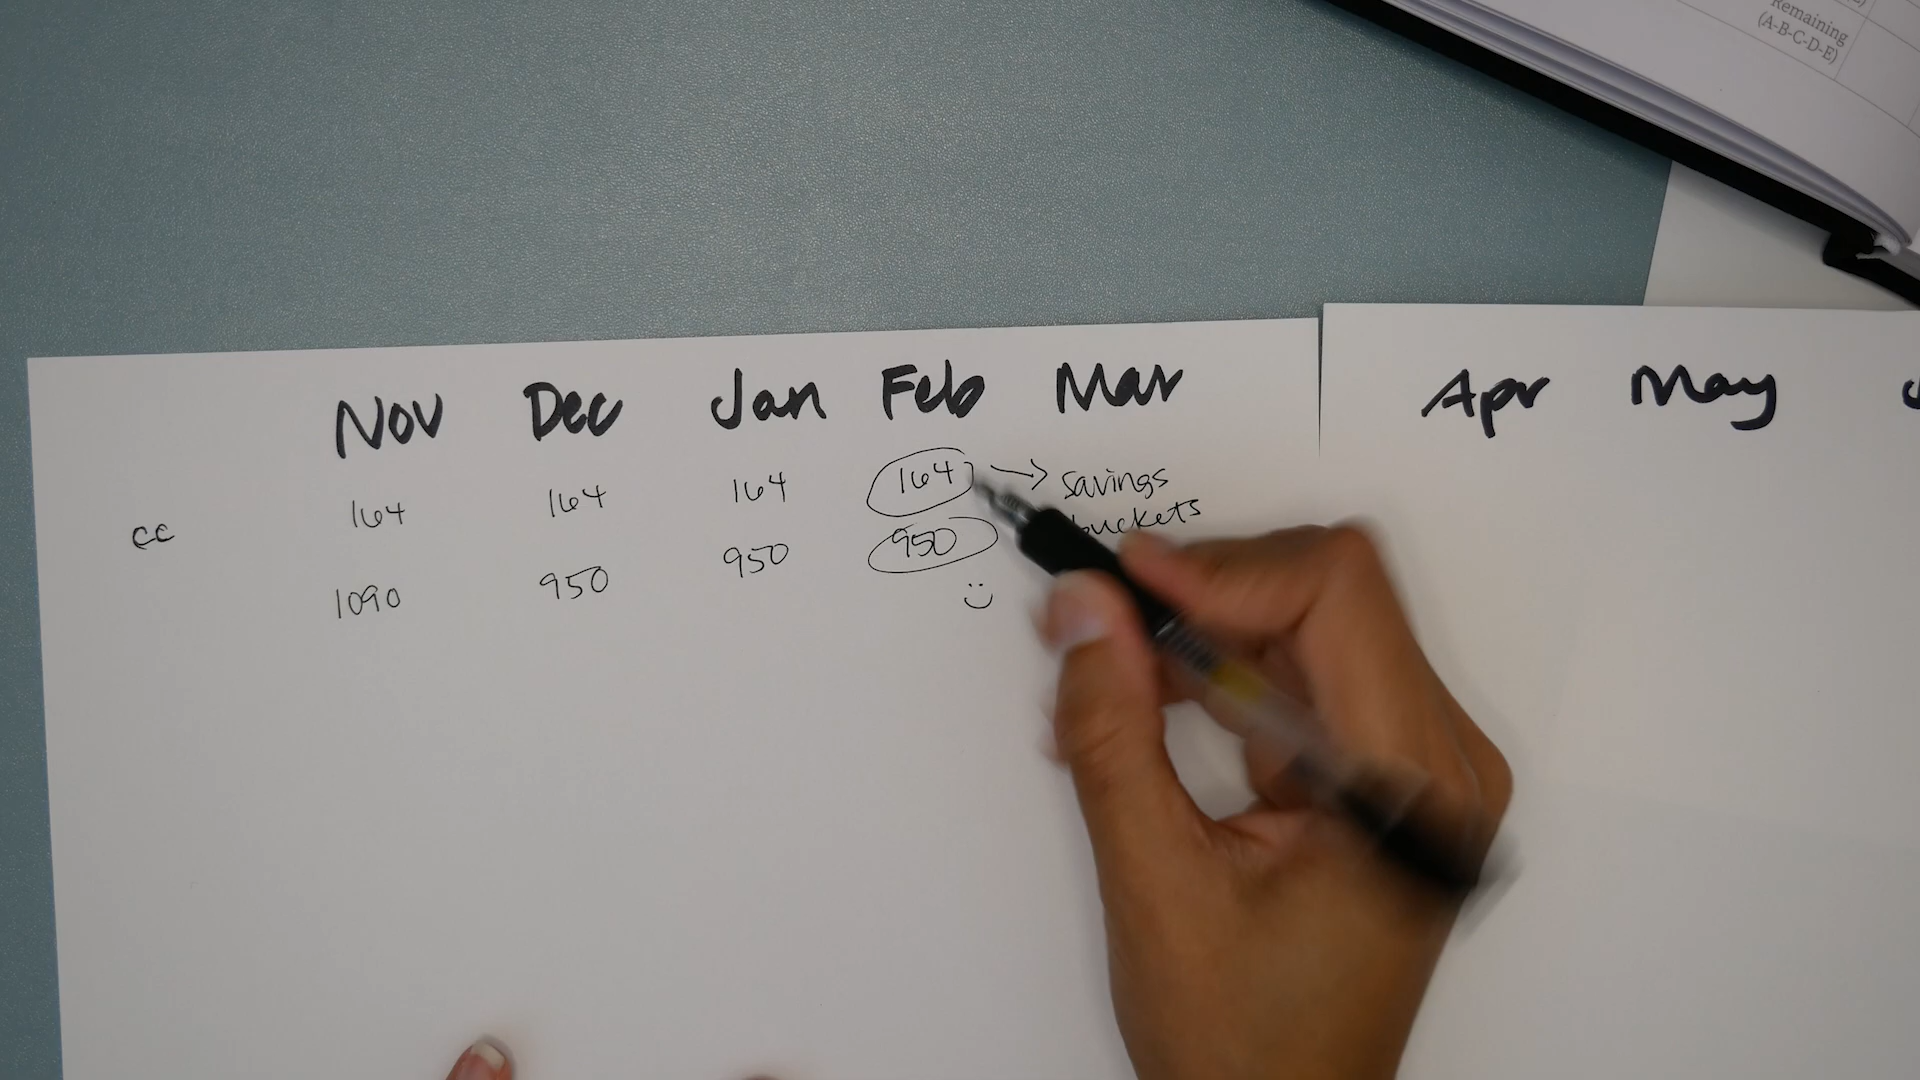 Remaining
(A-B-C-D-E)
Nov Dec Jan Feb Mar Apr May
164 164 164 164 → savings
cc buckets
1090 950 950 950